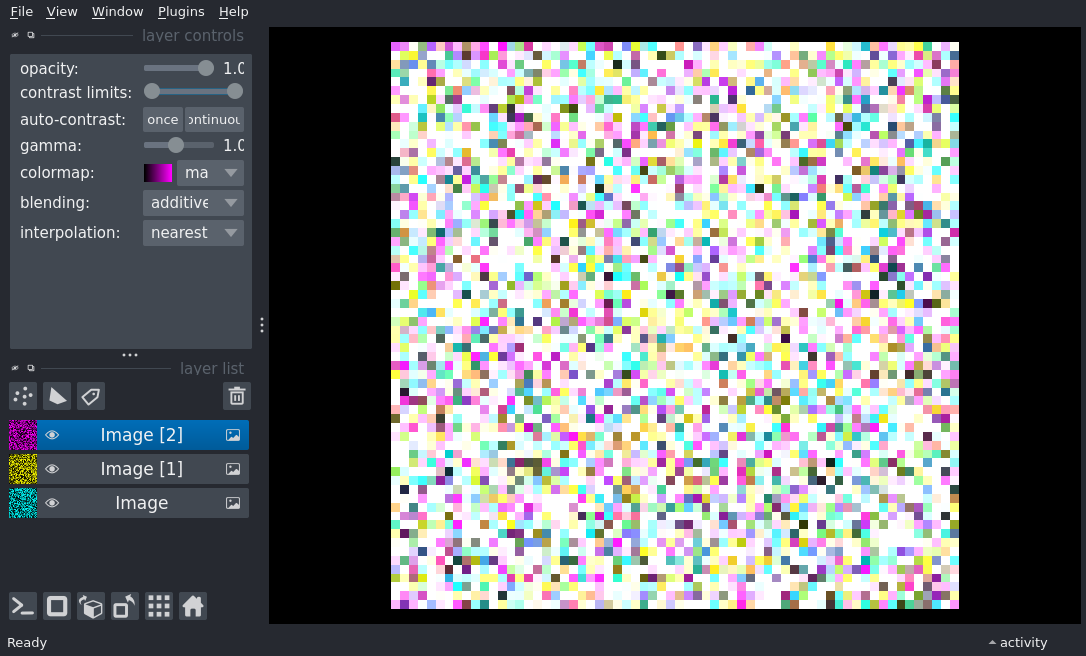 File View Window Plugins Help
layer controls
opacity: 1.0
contrast limits:
auto-contrast: once ontinuou
gamma: 1.0
colormap: ma
blending: additive
interpolation: nearest
layer list
Image [2]
Image [1]
Image
Ready
activity